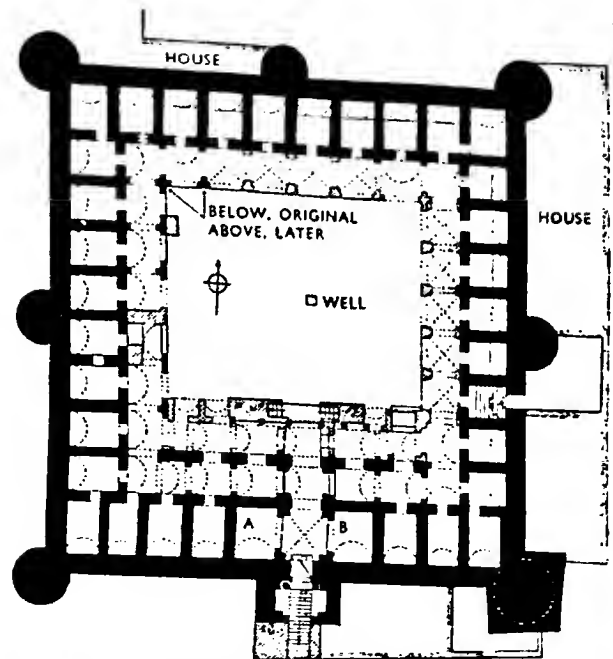 HOUSE
BELOW, ORIGINAL
ABOVE, LATER
HOUSE
WELL
A
B